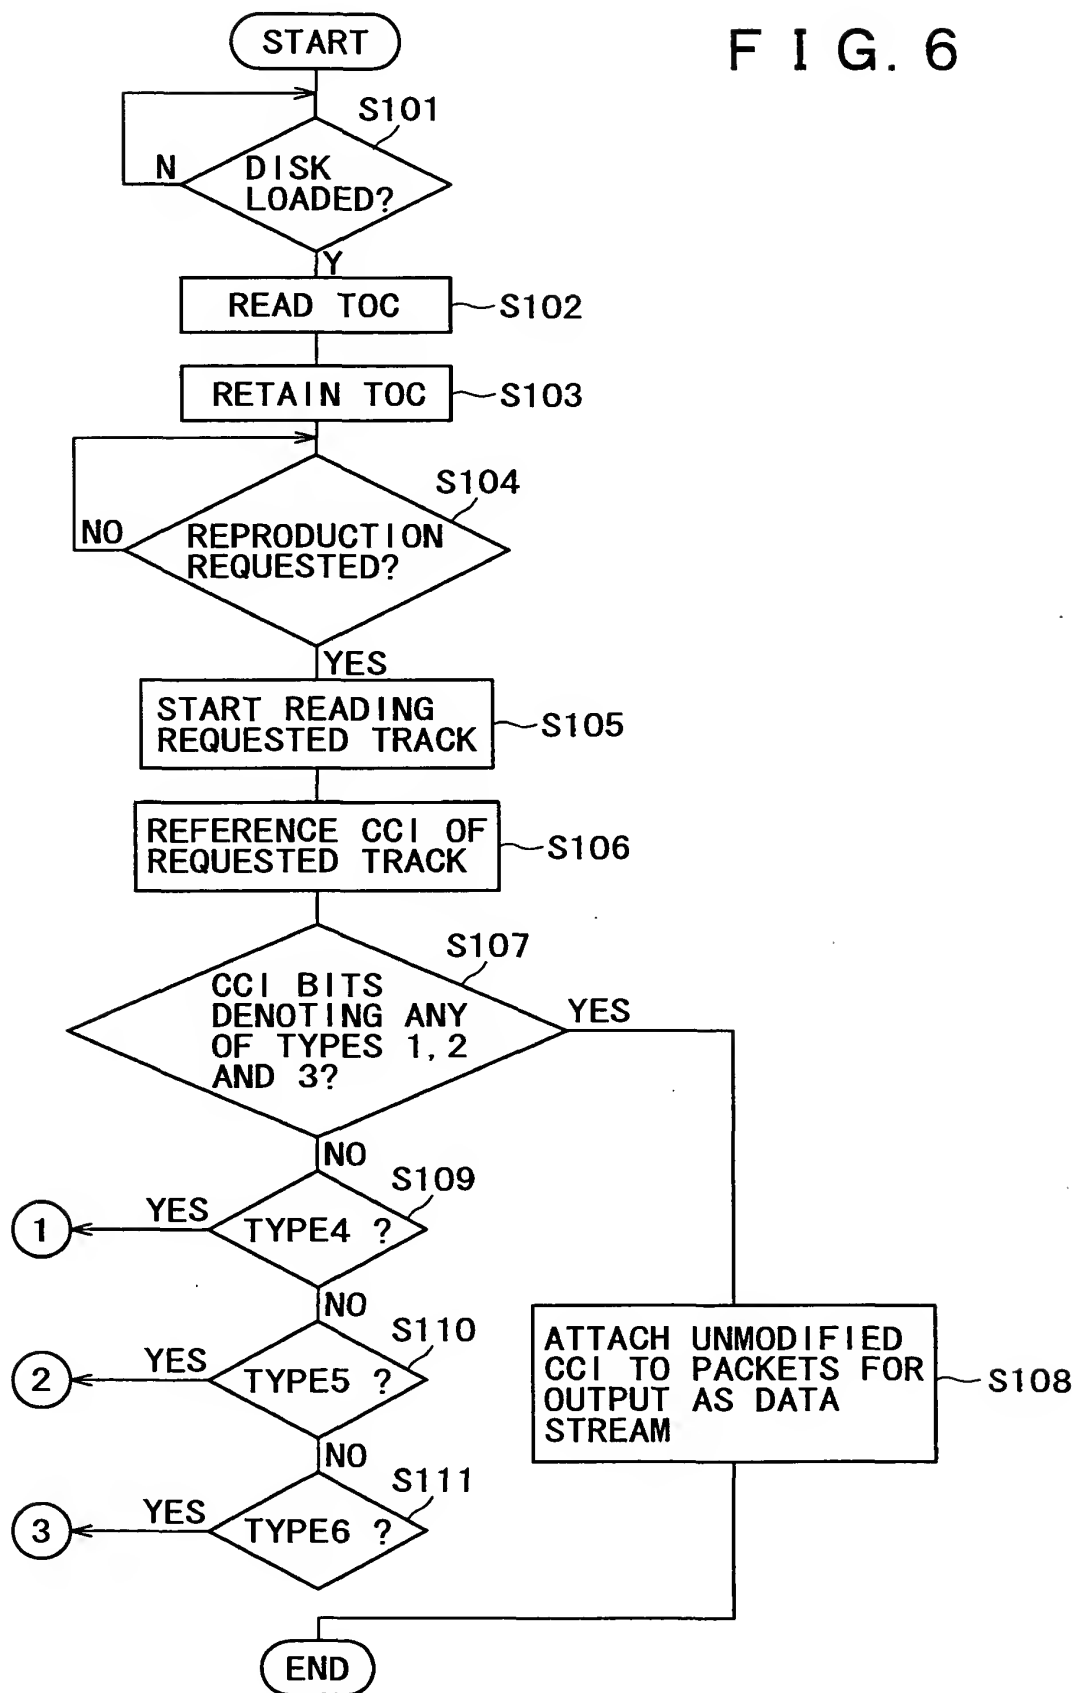 START
FIG. 6
S101
N
DISK
LOADED?
Y
READ TOC
S102
RETAIN TOC
S103
S104
NO
REPRODUCTION
REQUESTED?
YES
START READING
REQUESTED TRACK
S105
REFERENCE CCI OF
REQUESTED TRACK
S106
S107
CCI BITS
DENOTING ANY
OF TYPES 1, 2
AND 3?
YES
NO
S109
1
YES
TYPE4 ?
NO
S110
2
YES
TYPE5 ?
NO
S111
3
YES
TYPE6 ?
ATTACH UNMODIFIED
CCI TO PACKETS FOR
OUTPUT AS DATA
STREAM
S108
END